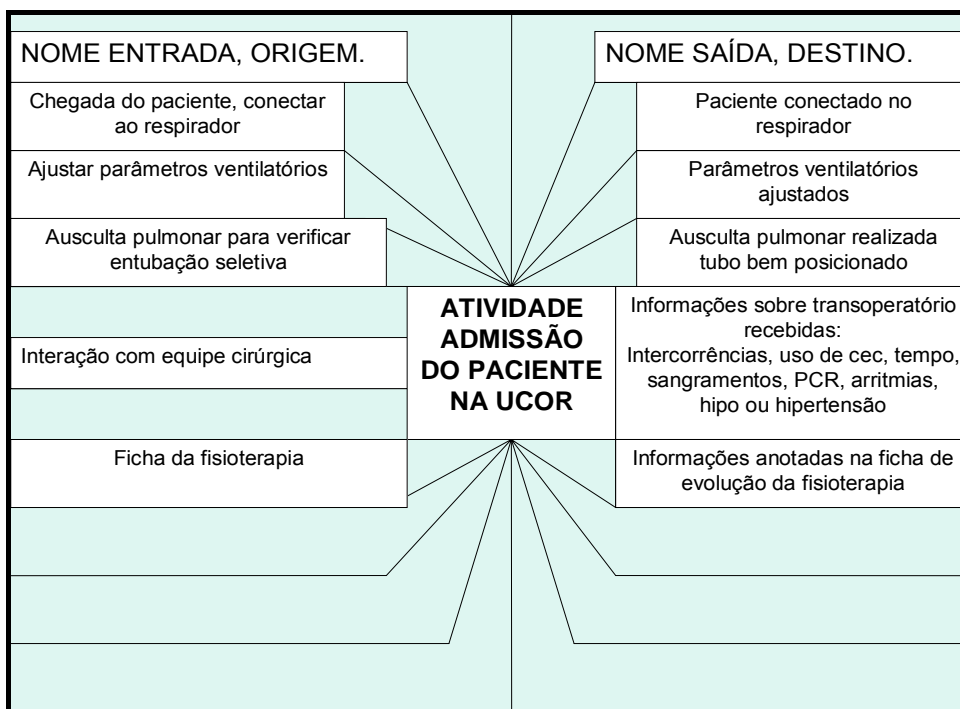 NOME ENTRADA, ORIGEM.
NOME SAÍDA, DESTINO.
Chegada do paciente, conectar
ao respirador
Paciente conectado no
respirador
Ajustar parâmetros ventilatórios
Parâmetros ventilatórios
ajustados
Ausculta pulmonar para verificar
entubação seletiva
Ausculta pulmonar realizada
tubo bem posicionado
Interação com equipe cirúrgica
ATIVIDADE
ADMISSÃO
DO PACIENTE
NA UCOR
Informações sobre transoperatório
recebidas:
Intercorrências, uso de cec, tempo,
sangramentos, PCR, arritmias,
hipo ou hipertensão
Ficha da fisioterapia
Informações anotadas na ficha de
evolução da fisioterapia